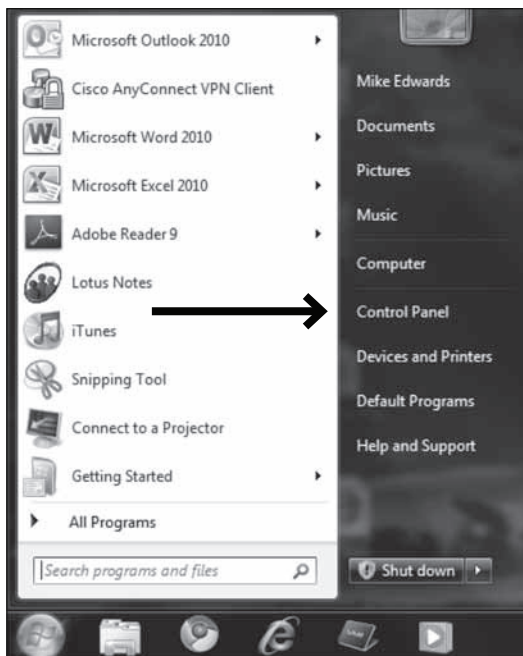 Microsoft Outlook 2010
Cisco AnyConnect VPN Client
Microsoft Word 2010
Microsoft Excel 2010
Adobe Reader 9
Lotus Notes
iTunes
Snipping Tool
Connect to a Projector
Getting Started
All Programs
Search programs and files
Mike Edwards
Documents
Pictures
Music
Computer
Control Panel
Devices and Printers
Default Programs
Help and Support
Shut down